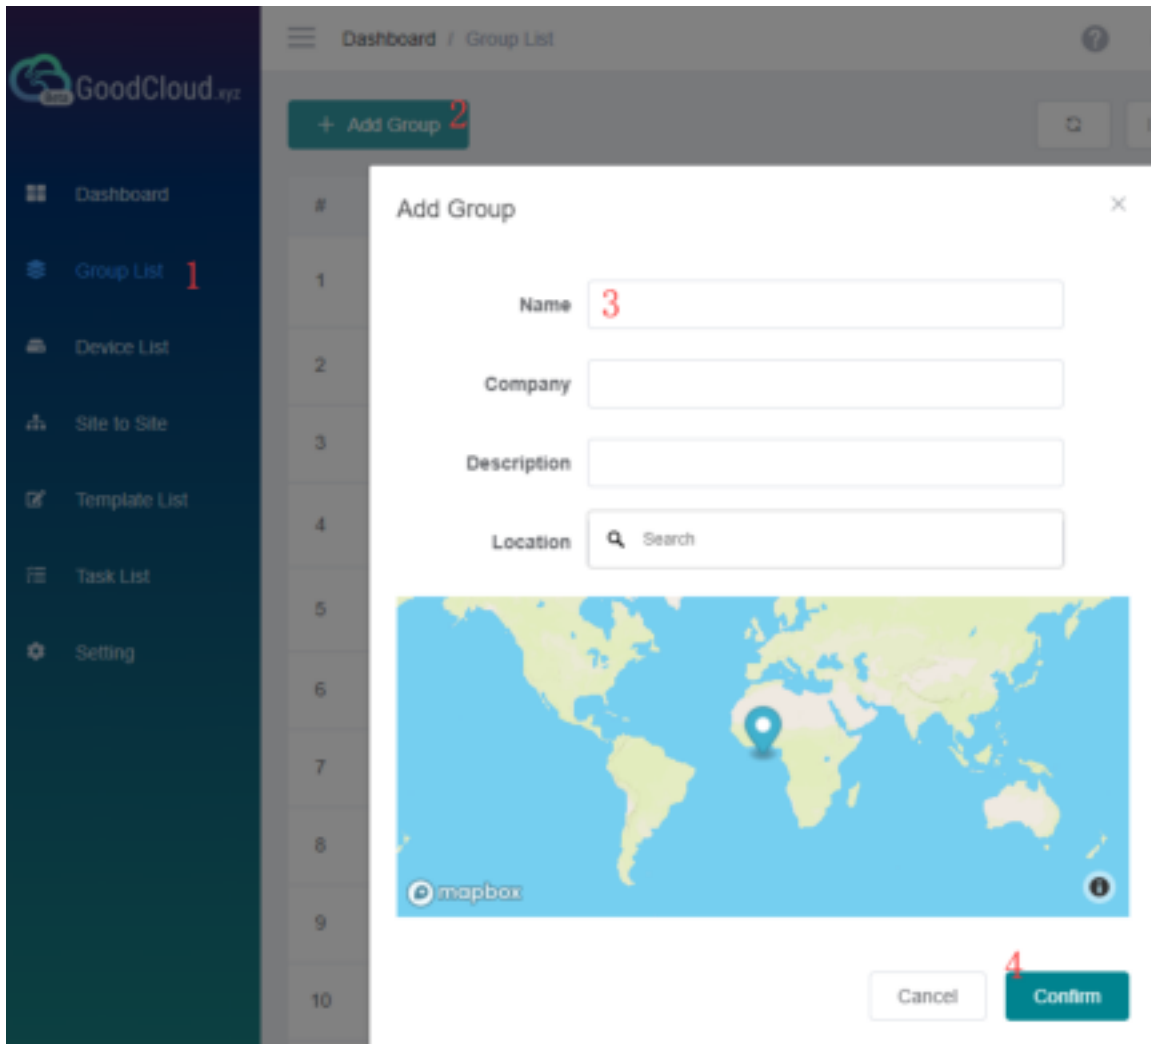 Dashboard / Group List
GoodCloud.xyz
Beta
+ Add Group 2
Dashboard
Group List 1
Device List
Site to Site
Template List
Task List
Setting
#
1
2
3
4
5
6
7
8
9
10
Add Group
Name 3
Company
Description
Location Search
mapbox
4
Cancel Confirm